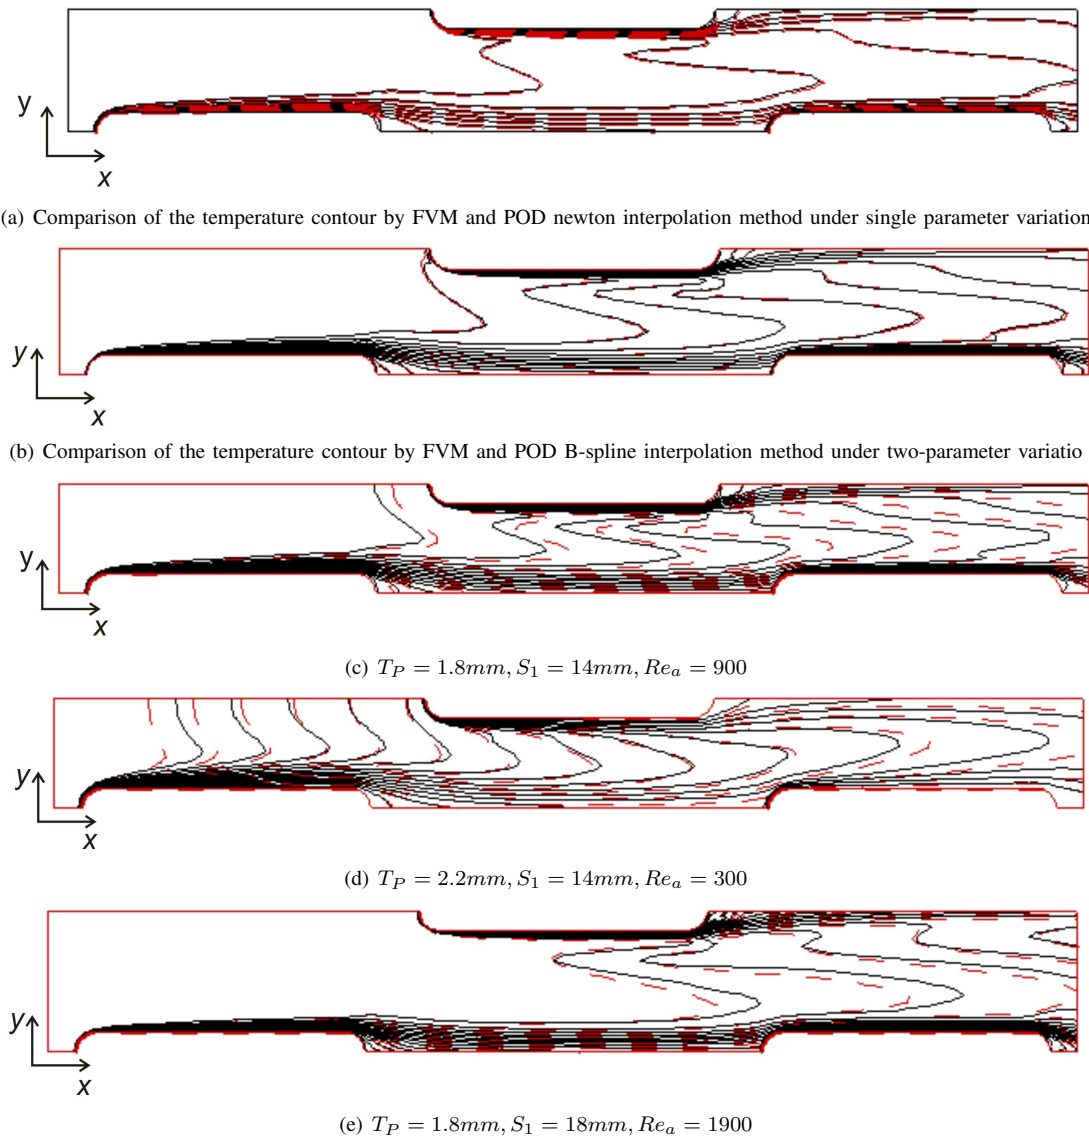 y
x
(a) Comparison of the temperature contour by FVM and POD newton interpolation method under single parameter variation
y
x
(b) Comparison of the temperature contour by FVM and POD B-spline interpolation method under two-parameter variatio
y
x
(c) T_P = 1.8mm, S_1 = 14mm, Re_a = 900
y
x
(d) T_P = 2.2mm, S_1 = 14mm, Re_a = 300
y
x
(e) T_P = 1.8mm, S_1 = 18mm, Re_a = 1900